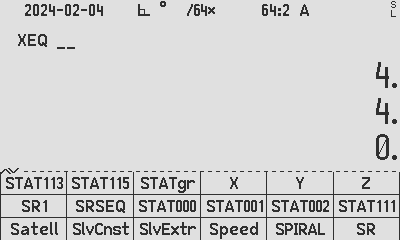 2024-02-04 ∟ ° /64× 64:2 A S L
XEQ __
4.
4.
0.
STAT113 STAT115 STATgr X Y Z
SR1 SRSEQ STAT000 STAT001 STAT002 STAT111
Satell SlvCnst SlvExtr Speed SPIRAL SR